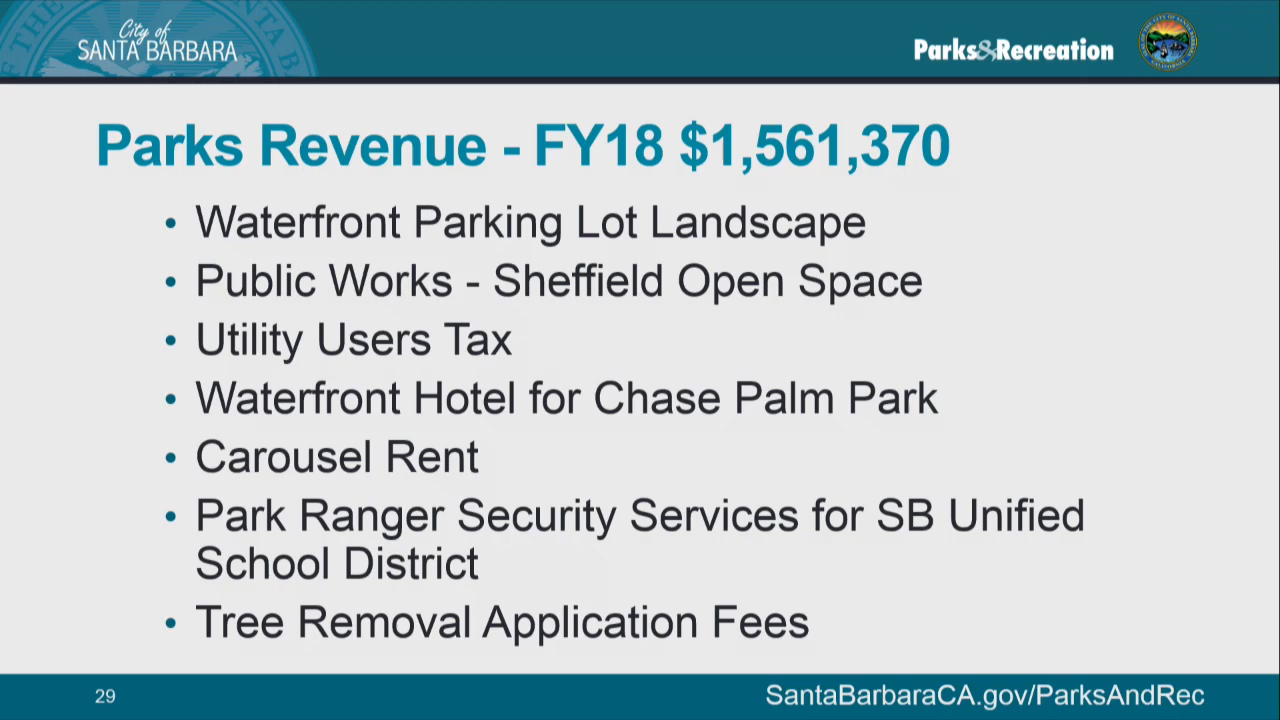 City of
SANTA BARBARA
Parks&Recreation
Parks Revenue - FY18 $1,561,370
• Waterfront Parking Lot Landscape
• Public Works - Sheffield Open Space
• Utility Users Tax
• Waterfront Hotel for Chase Palm Park
• Carousel Rent
• Park Ranger Security Services for SB Unified
School District
• Tree Removal Application Fees
29
SantaBarbaraCA.gov/ParksAndRec